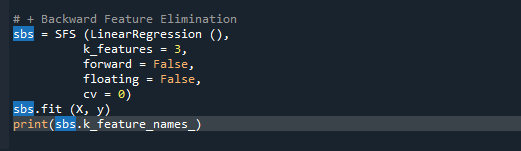 # + Backward Feature Elimination
sbs = SFS (LinearRegression (),
k_features = 3,
forward = False,
floating = False,
cv = 0)
sbs.fit (X, y)
print(sbs.k_feature_names_)